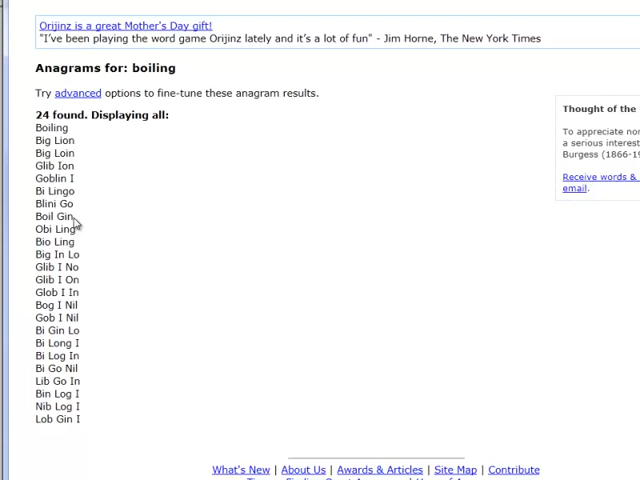 Orijinz is a great Mother's Day gift!
"I've been playing the word game Orijinz lately and it's a lot of fun" - Jim Horne, The New York Times
Anagrams for: boiling
Try advanced options to fine-tune these anagram results.
24 found. Displaying all:
Boiling
Big Lion
Big Loin
Glib Ion
Goblin I
Bi Lingo
Blini Go
Boil Gin
Obi Ling
Bio Ling
Big In Lo
Glib I No
Glib I On
Glob I In
Bog I Nil
Gob I Nil
Bi Gin Lo
Bi Long I
Bi Log In
Bi Go Nil
Lib Go In
Bin Log I
Nib Log I
Lob Gin I
Thought of the
To appreciate non
a serious interest
Burgess (1866-19
Receive words &
email.
What's New | About Us | Awards & Articles | Site Map | Contribute